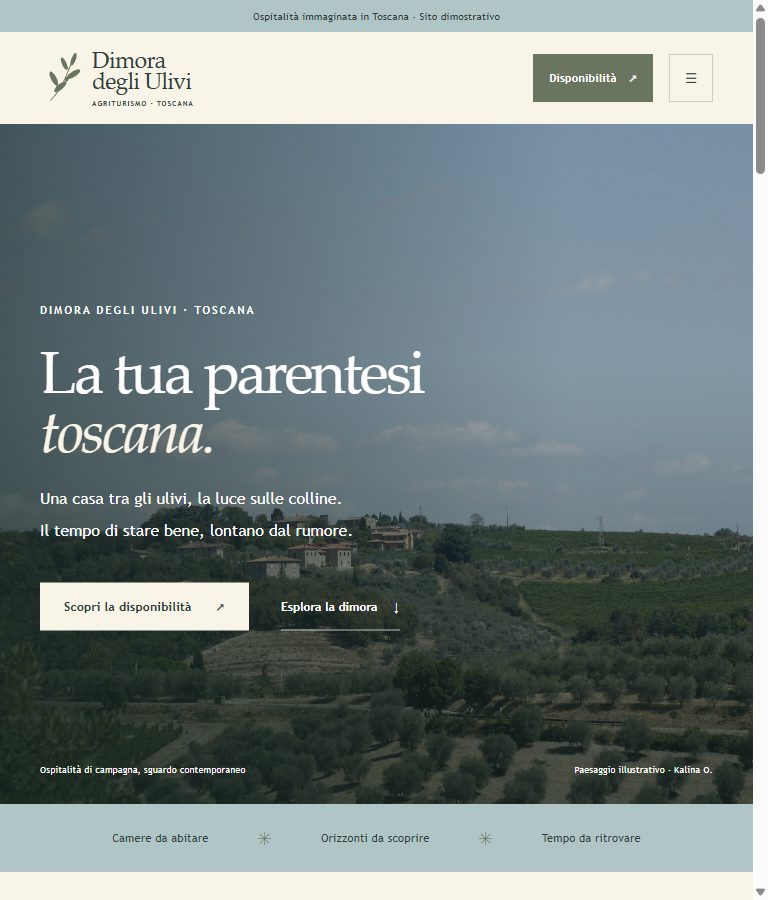 Ospitalità immaginata in Toscana - Sito dimostrativo
Dimora
degli Ulivi
AGRITURISMO · TOSCANA
Disponibilità ↗
☰
DIMORA DEGLI ULIVI · TOSCANA
La tua parentesi
toscana.
Una casa tra gli ulivi, la luce sulle colline.
Il tempo di stare bene, lontano dal rumore.
Scopri la disponibilità ↗
Esplora la dimora ↓
Ospitalità di campagna, sguardo contemporaneo
Paesaggio illustrativo - Kalina O.
Camere da abitare ✳ Orizzonti da scoprire ✳ Tempo da ritrovare